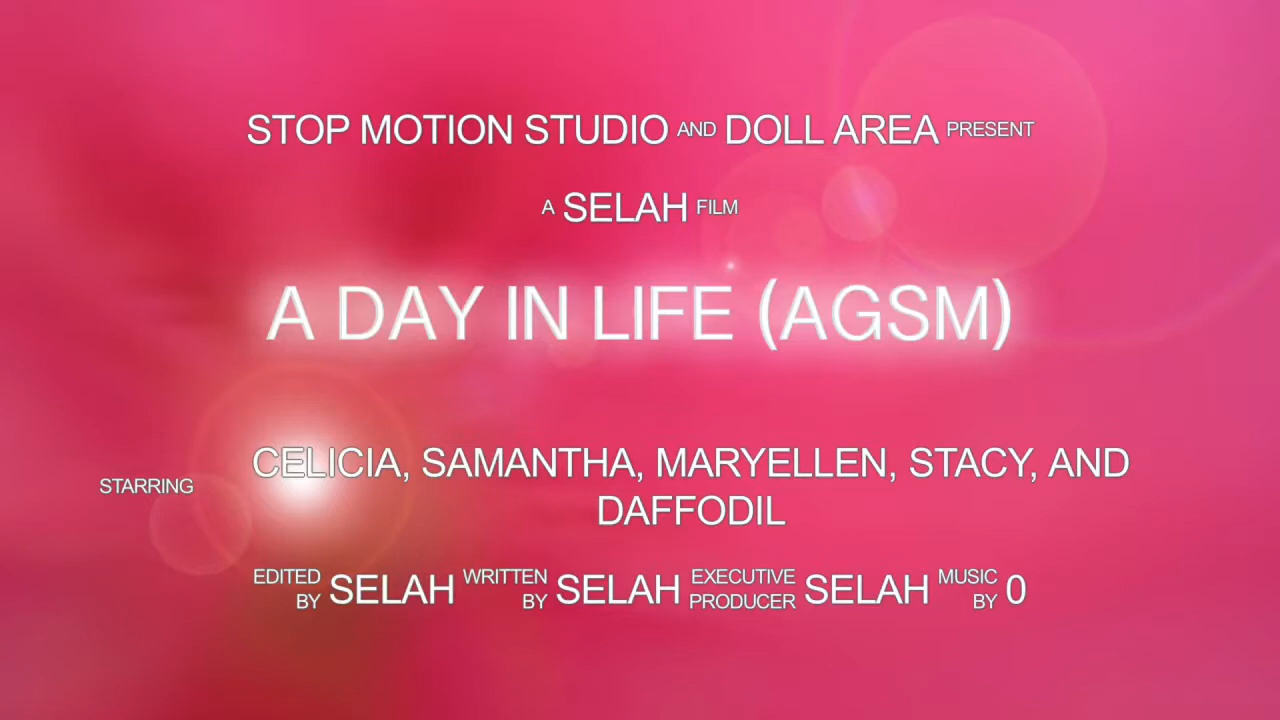 STOP MOTION STUDIO AND DOLL AREA PRESENT
A SELAH FILM
A DAY IN LIFE (AGSM)
STARRING CELICIA, SAMANTHA, MARYELLEN, STACY, AND
DAFFODIL
EDITED BY SELAH WRITTEN BY SELAH EXECUTIVE PRODUCER SELAH MUSIC BY 0